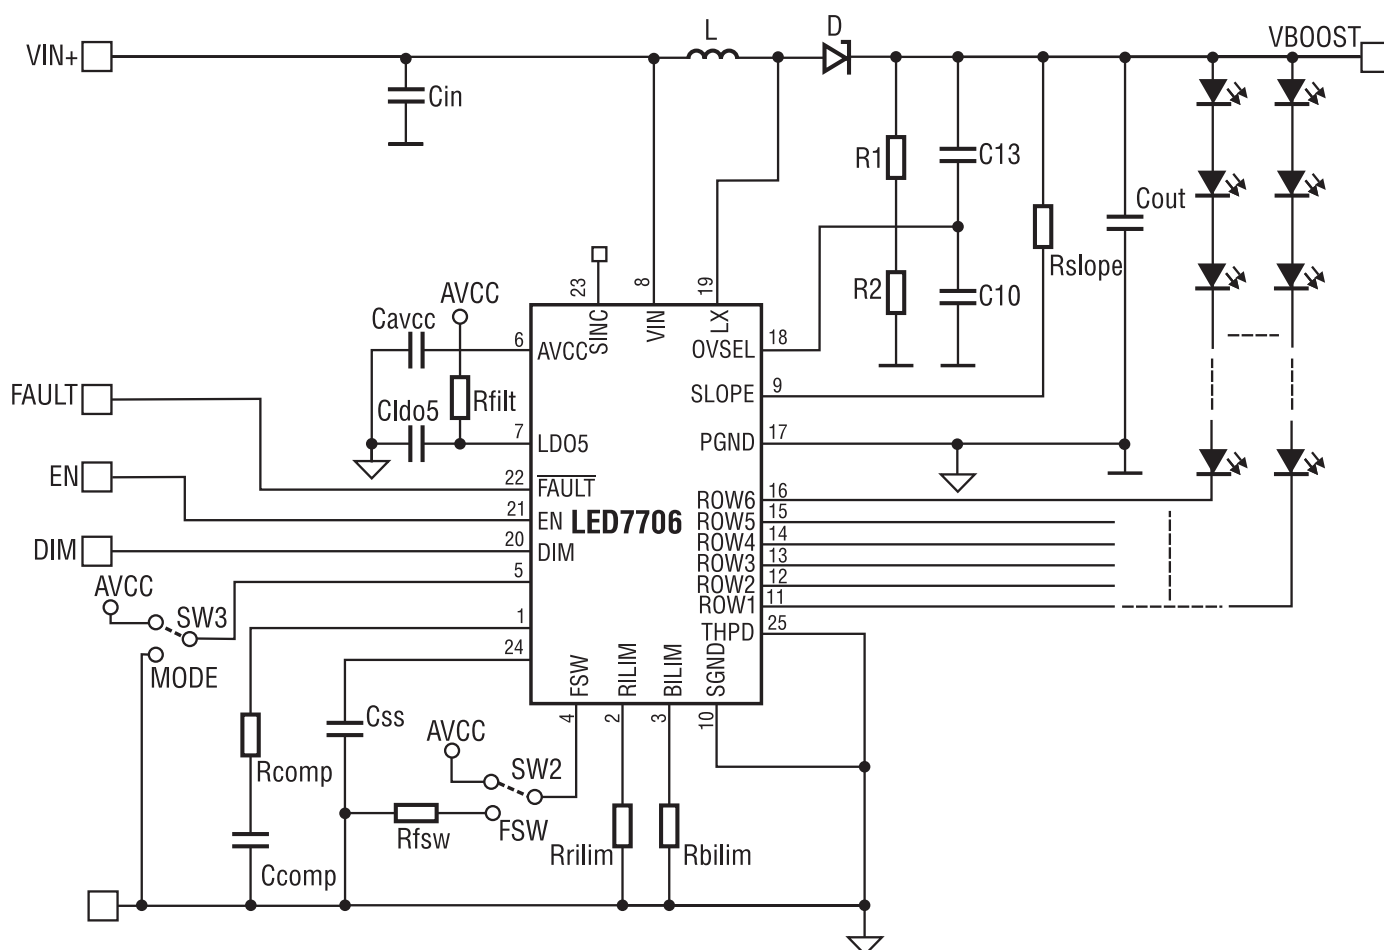 L
D
VIN+
VBOOST
Cin
R1
C13
Cout
Rslope
R2
C10
23
8
19
AVCC
Cavcc
6
AVCC
SINC
VIN
LX
OVSEL
18
SLOPE
9
FAULT
Cldo5
Rfilt
7
LDO5
PGND
17
EN
22
FAULT
21
EN
LED7706
ROW6
16
ROW5
15
ROW4
14
ROW3
13
ROW2
12
ROW1
11
DIM
20
DIM
5
AVCC
SW3
MODE
1
24
THPD
25
FSW
RILIM
BILIM
SGND
4
2
3
10
Css
AVCC
SW2
Rcomp
Rfsw
FSW
Rrilim
Rbilim
Ccomp